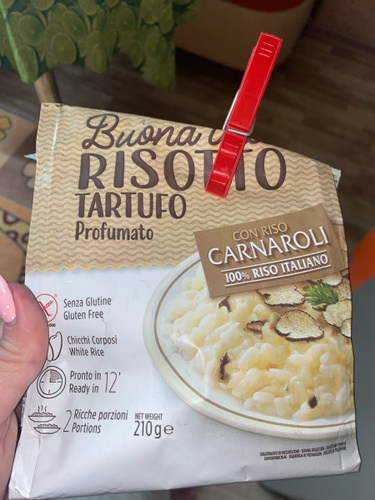 Buona
RISOTTO
TARTUFO
Profumato
CON RISO
CARNAROLI
100% RISO ITALIANO
Senza Glutine
Gluten Free
Chicchi Corposi
White Rice
Pronto in
Ready in 12'
2 Ricche porzioni
Portions
NET WEIGHT
210g e